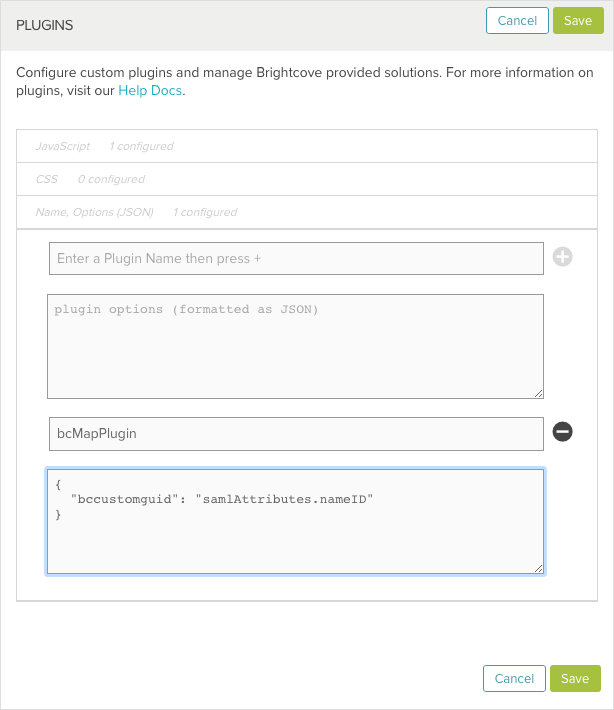 PLUGINS
Cancel
Save
Configure custom plugins and manage Brightcove provided solutions. For more information on
plugins, visit our Help Docs.
JavaScript 1 configured
CSS 0 configured
Name, Options (JSON) 1 configured
Enter a Plugin Name then press +
plugin options (formatted as JSON)
bcMapPlugin
{
  "bccustomguid": "samlAttributes.nameID"
}
Cancel
Save